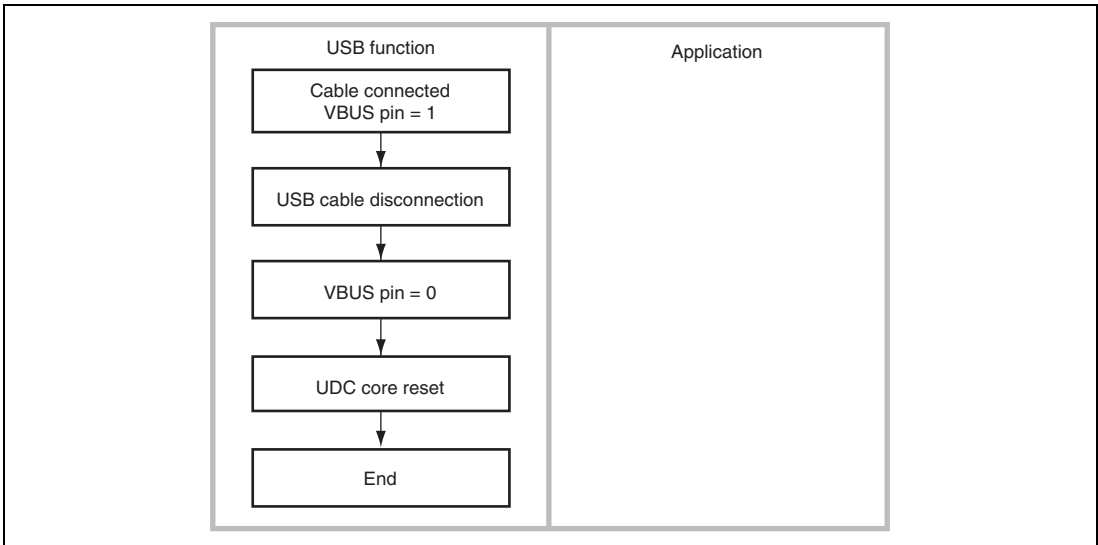 USB function
Application
Cable connected
VBUS pin = 1
USB cable disconnection
VBUS pin = 0
UDC core reset
End